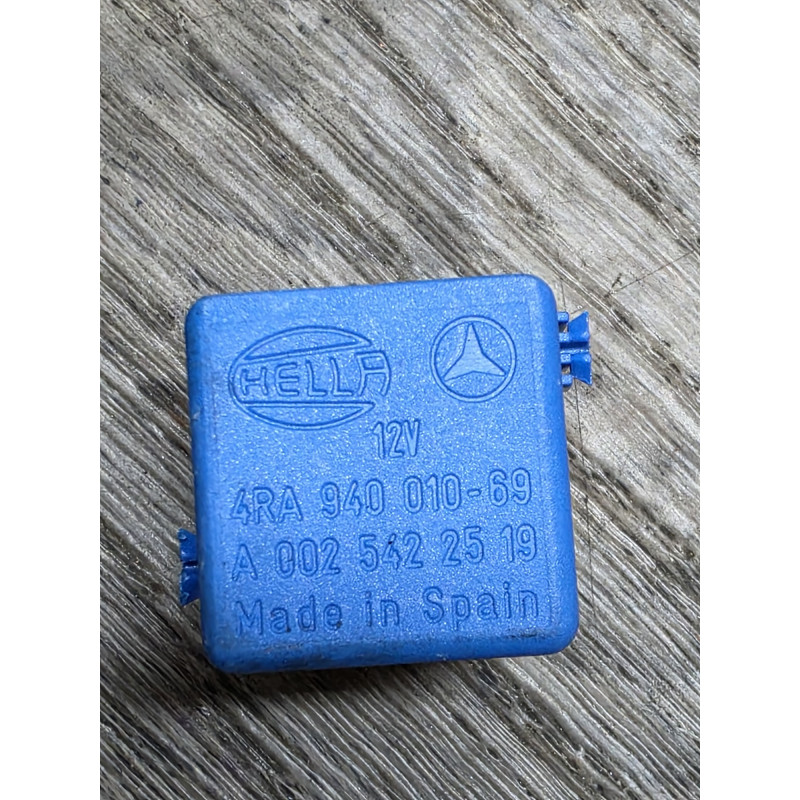 HELLA
12V
4RA 940 010-69
A 002 542 25 19
Made in Spain